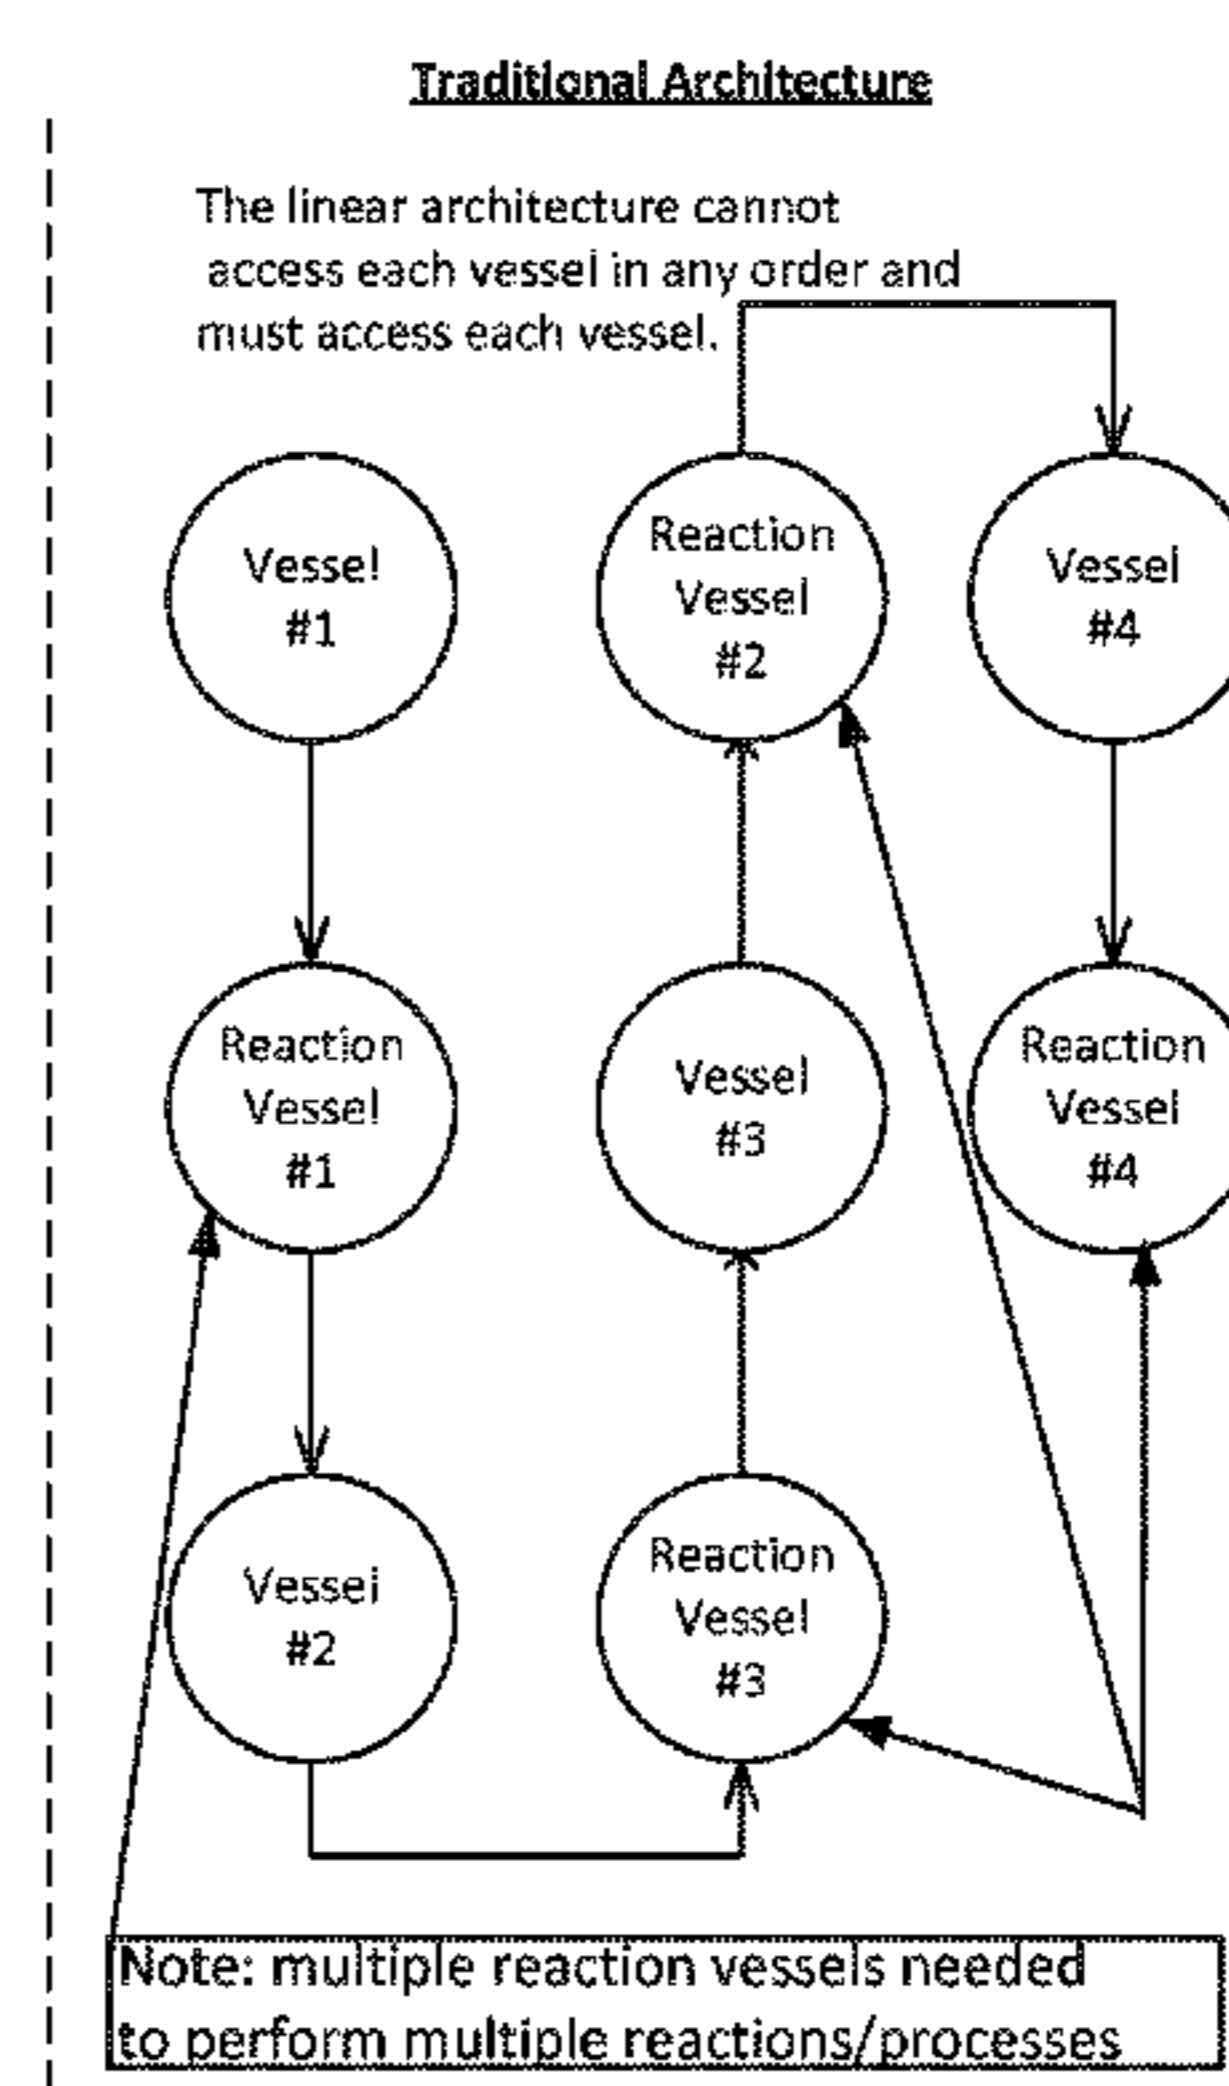 Traditional Architecture
The linear architecture cannot
access each vessel in any order and
must access each vessel.
Vessel
#1
Reaction
Vessel
#2
Vessel
#4
Reaction
Vessel
#1
Vessel
#3
Reaction
Vessel
#4
Vessel
#2
Reaction
Vessel
#3
Note: multiple reaction vessels needed
to perform multiple reactions/processes